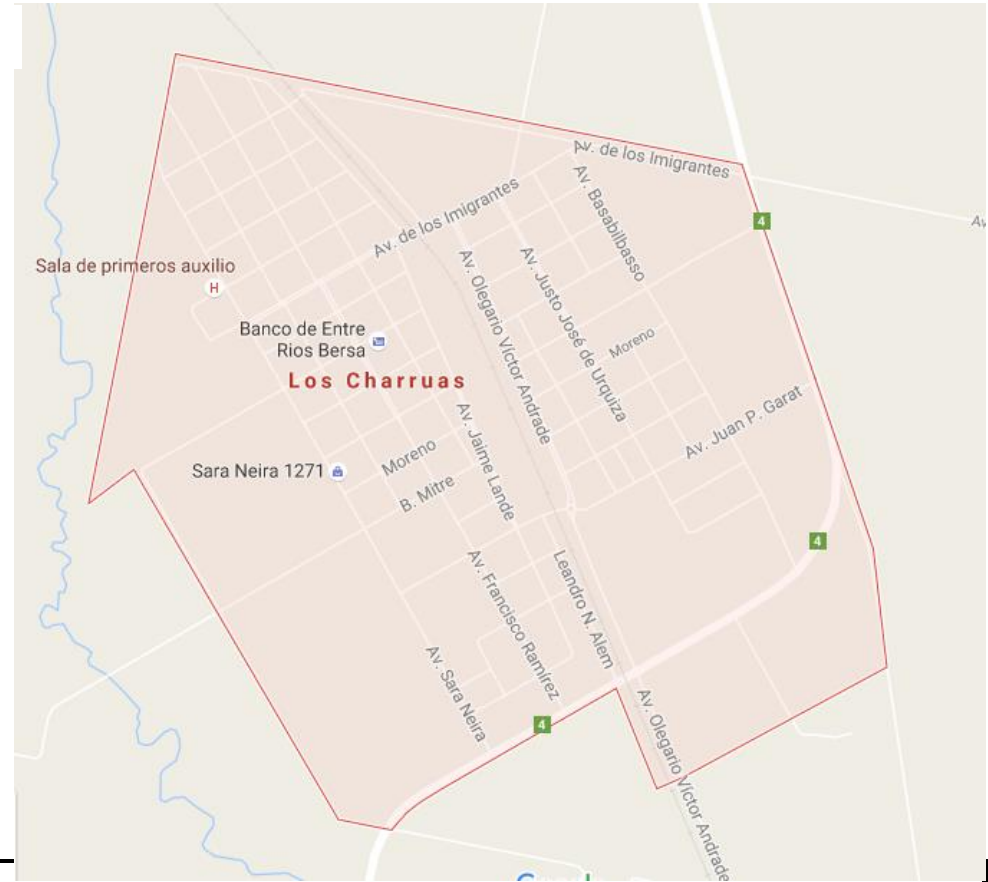 Av. de los Imigrantes
Av. Basabilbasso
4
Av
Av. de los Imigrantes
Sala de primeros auxilio
H
Av. Olegario Víctor Andrade
Av. Justo José de Urquiza
Banco de Entre
Rios Bersa
Moreno
Los Charruas
Av. Juan P. Garat
Av. Jaime Lande
Moreno
Sara Neira 1271
B. Mitre
4
Av. Francisco Ramírez
Leandro N. Alem
Av. Sara Neira
4
Av. Olegario Víctor Andrade